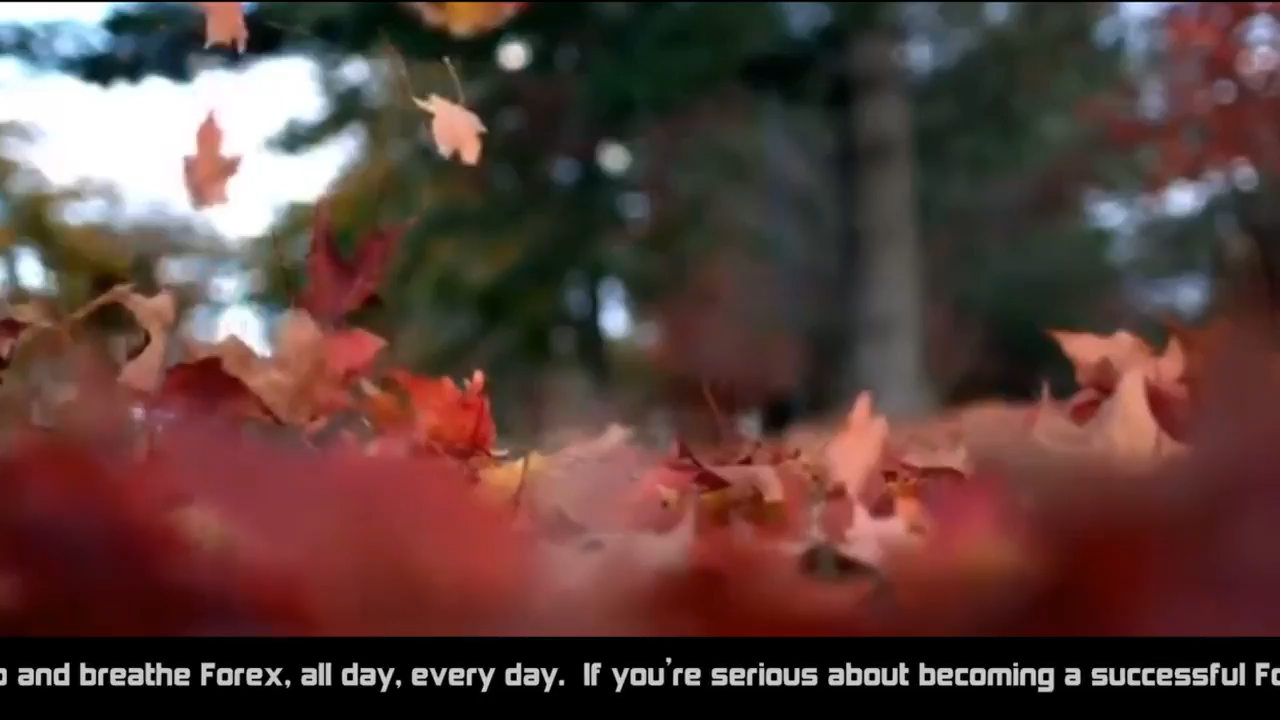 and breathe Forex, all day, every day. If you're serious about becoming a successful